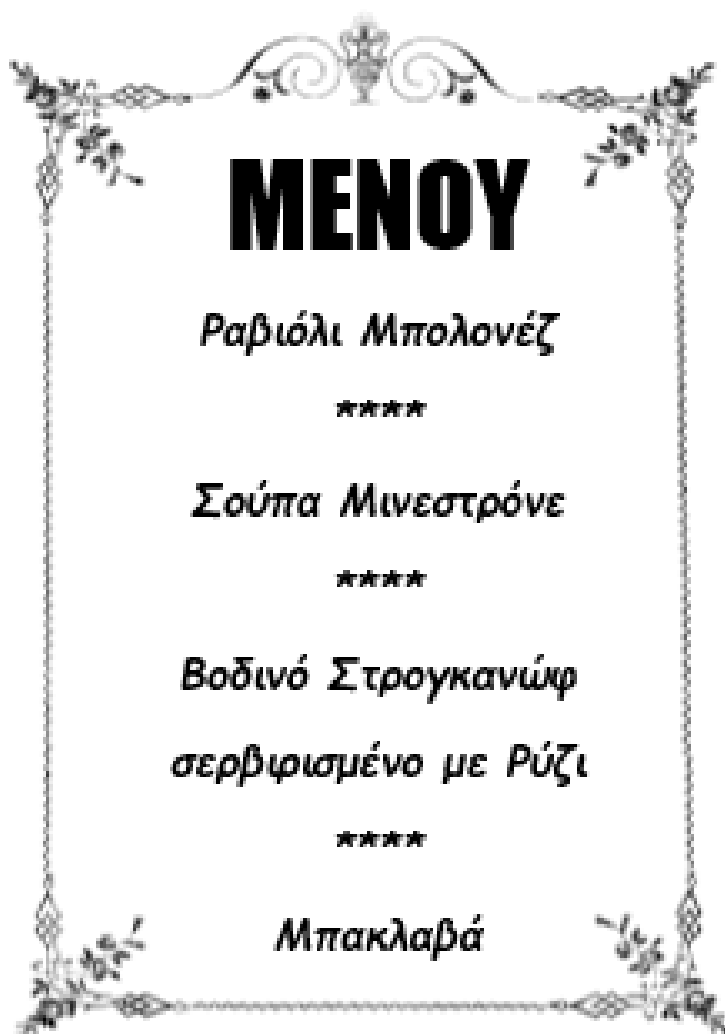 ΜΕΝΟΥ
Ραβιόλι Μπολονέζ
****
Σούπα Μινεστρόνε
****
Βοδινό Στρογκανώφ
σερβιρισμένο με Ρύζι
****
Μπακλαβά